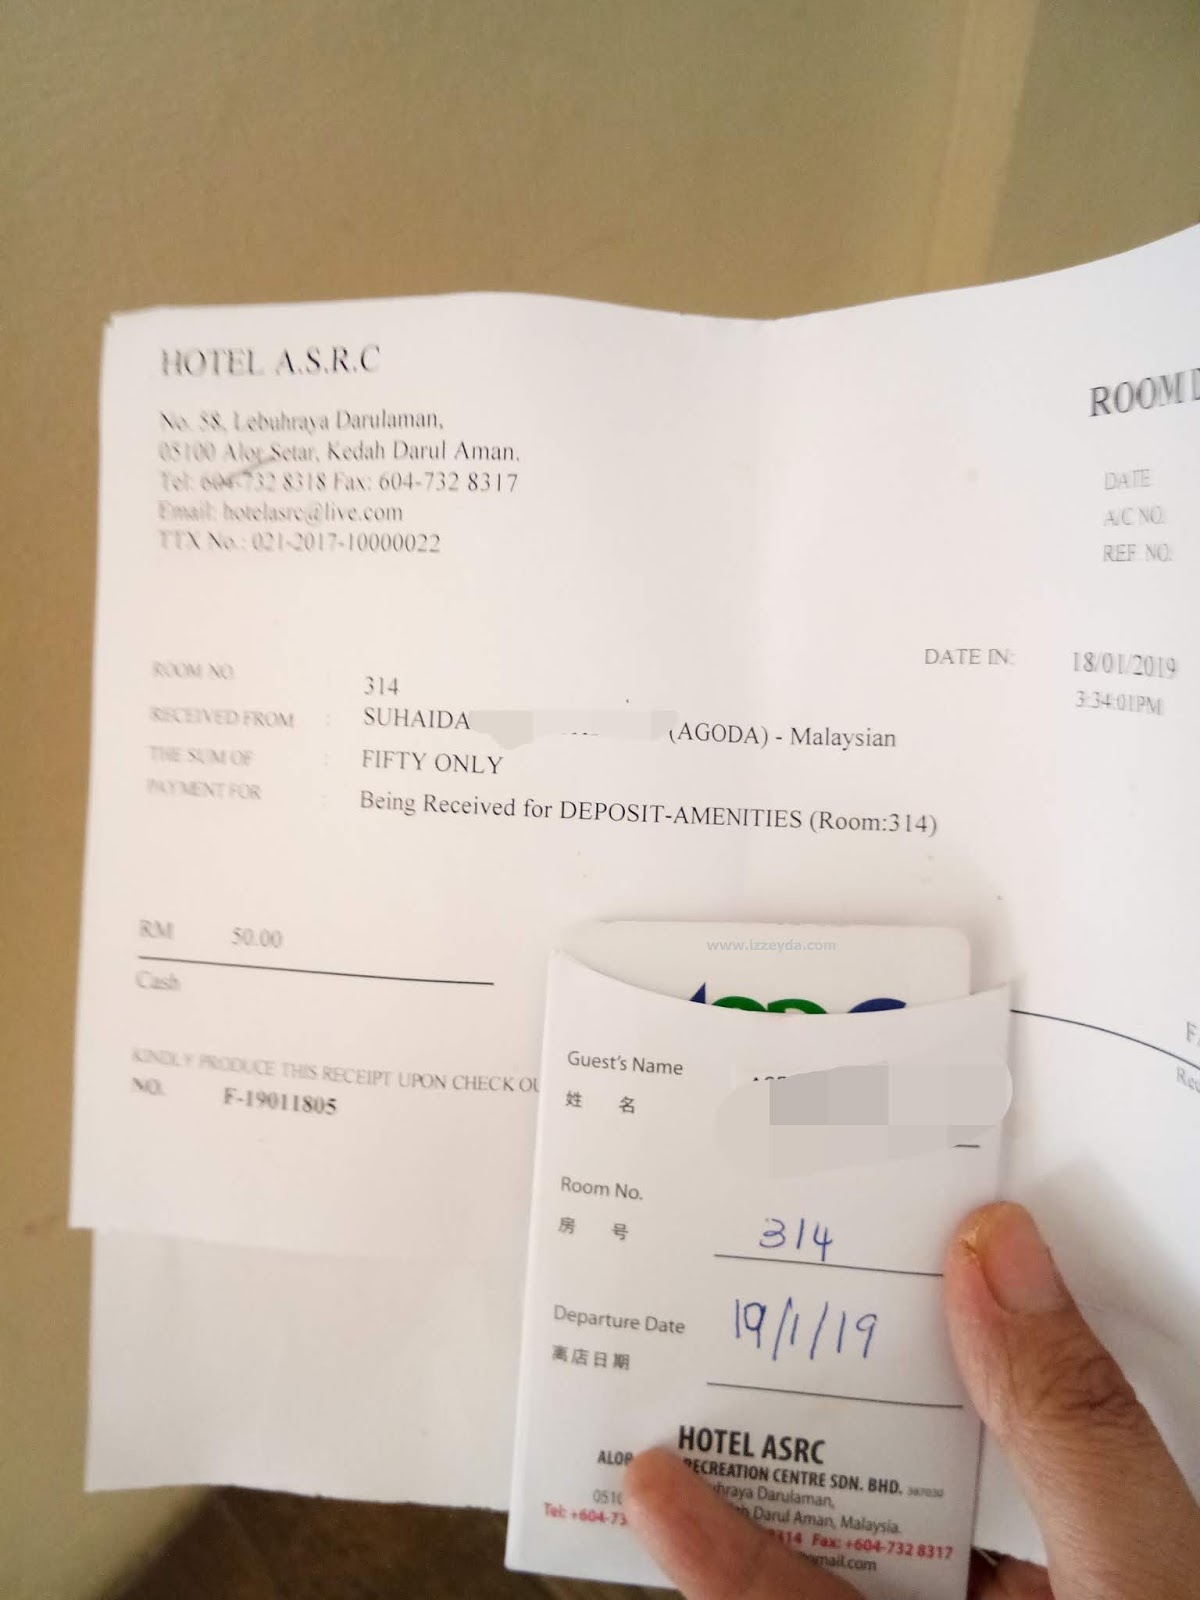 HOTEL A.S.R.C
No. 58, Lebuhraya Darulaman,
05100 Alor Setar, Kedah Darul Aman.
Tel: 604-732 8318 Fax: 604-732 8317
Email: hotelasrc@live.com
TTX No.: 021-2017-10000022
ROOM
DATE
A/C NO.
REF NO.
DATE IN: 18/01/2019
3:34:01PM
ROOM NO. : 314
RECEIVED FROM : SUHAIDA (AGODA) - Malaysian
THE SUM OF : FIFTY ONLY
PAYMENT FOR : Being Received for DEPOSIT-AMENITIES (Room:314)
RM 50.00
Cash
KINDLY PRODUCE THIS RECEIPT UPON CHECK
NO. F-19011805
www.izzeyda.com
Guest's Name
姓 名
Room No. 314
房 号
Departure Date 19/1/19
离店日期
HOTEL ASRC
RECREATION CENTRE SDN. BHD. 387030
Darulaman,
Darul Aman, Malaysia.
Tel: Fax: +604-732 8317